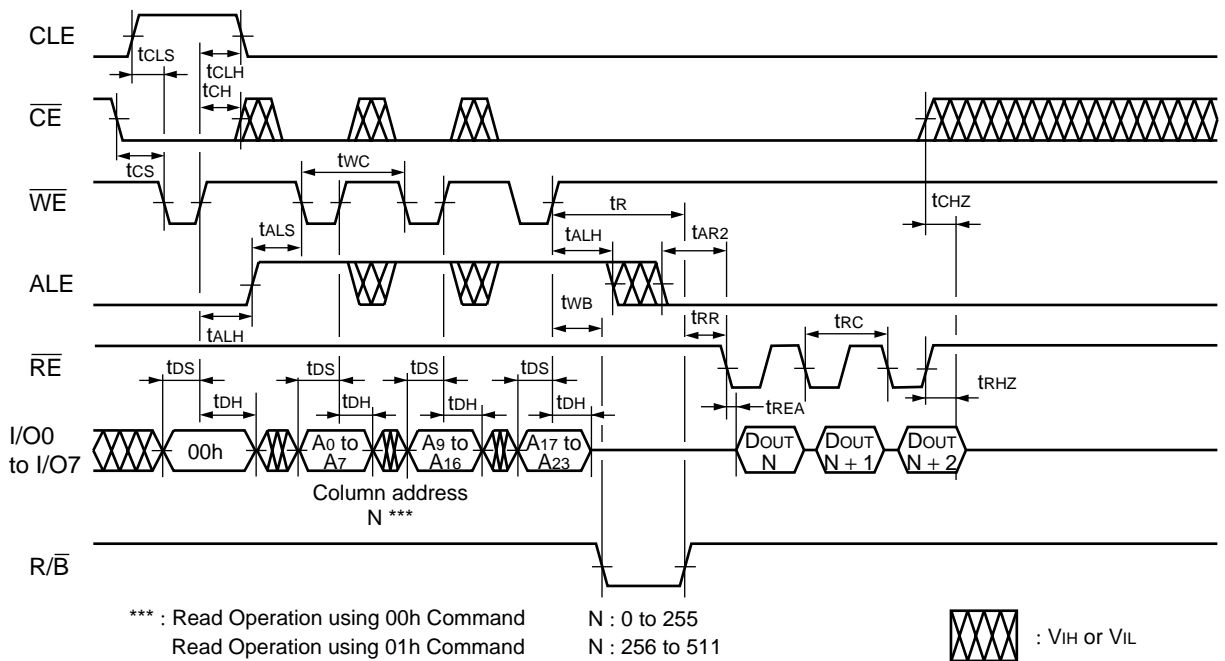 CLE
tCLS
tCLH
tCH
CE
tCS
tWC
WE
tR
tCHZ
tALS
tALH
tAR2
ALE
tWB
tALH
tRR
tRC
RE
tDS
tDS
tDS
tDS
tRHZ
tDH
tDH
tDH
tDH
tREA
I/O0
to I/O7
00h
A0 to
A7
A9 to
A16
A17 to
A23
DOUT
N
DOUT
N + 1
DOUT
N + 2
Column address
N ***
R/B
*** : Read Operation using 00h Command N : 0 to 255
Read Operation using 01h Command N : 256 to 511
: VIH or VIL